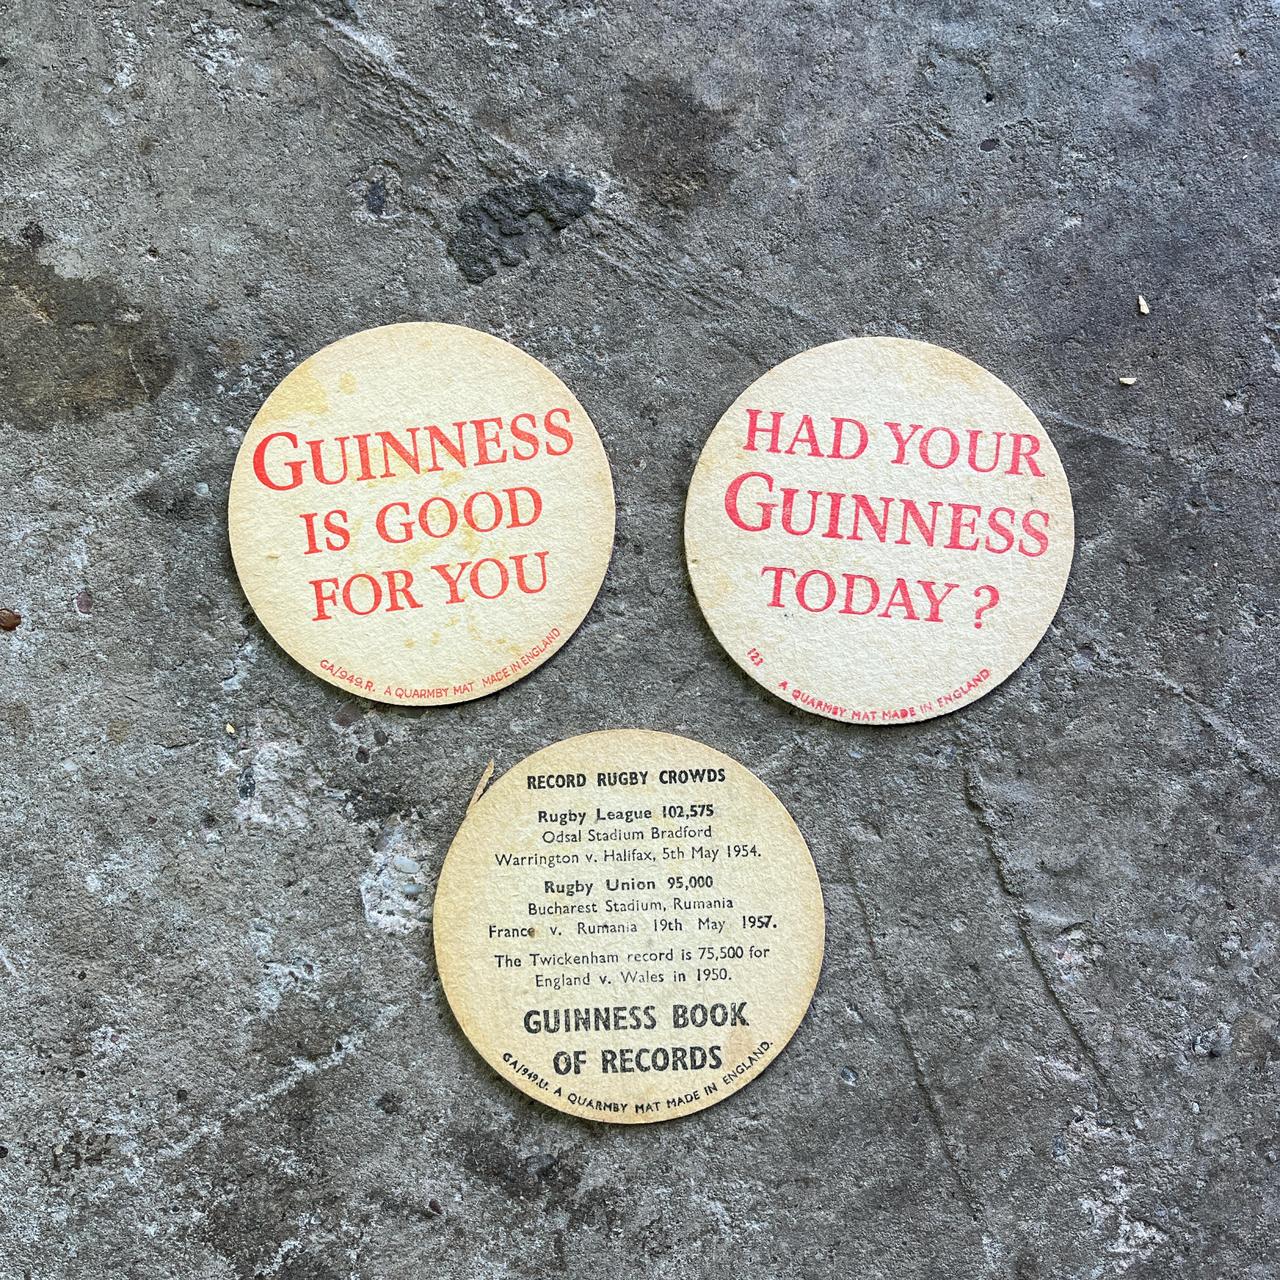 GUINNESS
IS GOOD
FOR YOU
GA/949.R. A QUARMBY MAT MADE IN ENGLAND
HAD YOUR
GUINNESS
TODAY ?
123
A QUARMBY MAT MADE IN ENGLAND.
RECORD RUGBY CROWDS
Rugby League 102,575
Odsal Stadium Bradford
Warrington v. Halifax, 5th May 1954.
Rugby Union 95,000
Bucharest Stadium, Rumania
France v. Rumania 19th May 1957.
The Twickenham record is 75,500 for
England v. Wales in 1950.
GUINNESS BOOK
OF RECORDS
GA/949.U. A QUARMBY MAT MADE IN ENGLAND.